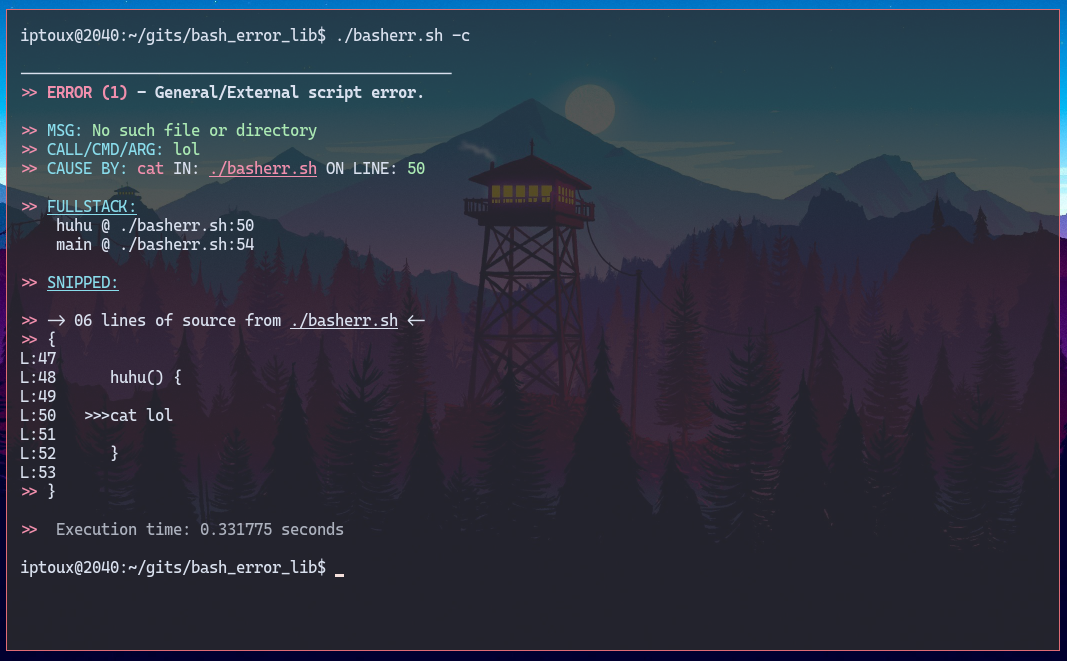 iptoux@2040:~/gits/bash_error_lib$ ./basherr.sh -c
>> ERROR (1) - General/External script error.
>> MSG: No such file or directory
>> CALL/CMD/ARG: lol
>> CAUSE BY: cat IN: ./basherr.sh ON LINE: 50
>> FULLSTACK:
huhu @ ./basherr.sh:50
main @ ./basherr.sh:54
>> SNIPPED:
>> -> 06 lines of source from ./basherr.sh <-
>> {
L:47
L:48 huhu() {
L:49
L:50 >>>cat lol
L:51
L:52 }
L:53
>> }
>> Execution time: 0.331775 seconds
iptoux@2040:~/gits/bash_error_lib$ _